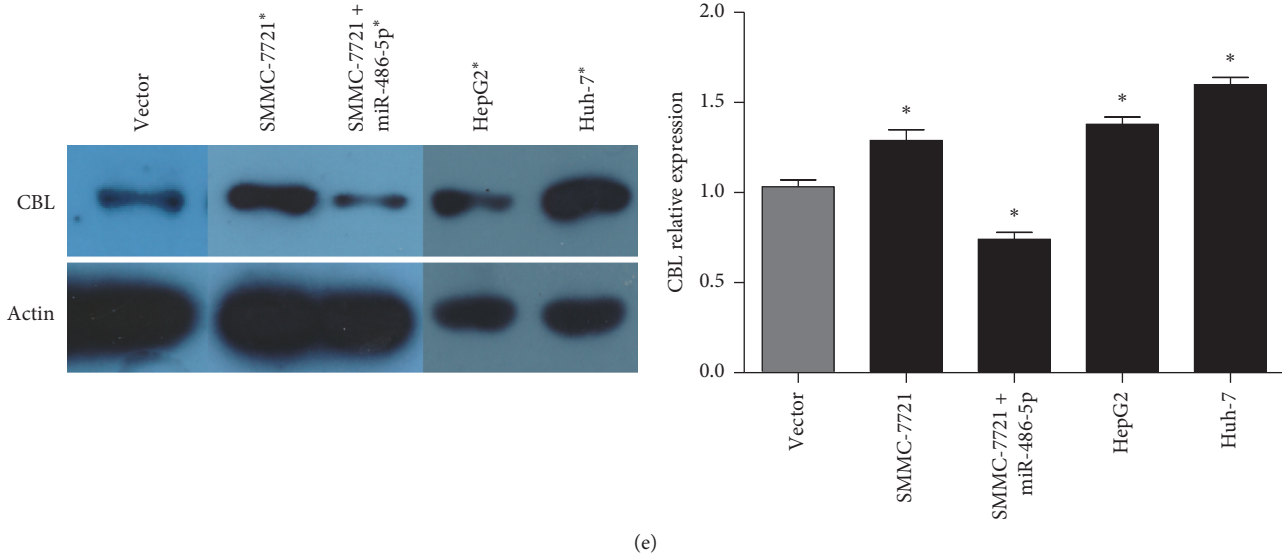 Vector
SMMC-7721*
SMMC-7721 +
miR-486-5p*
HepG2*
Huh-7*
CBL
Actin
2.0
1.5
1.0
0.5
0.0
CBL relative expression
*
*
*
*
Vector
SMMC-7721
SMMC-7721 +
miR-486-5p
HepG2
Huh-7
(e)